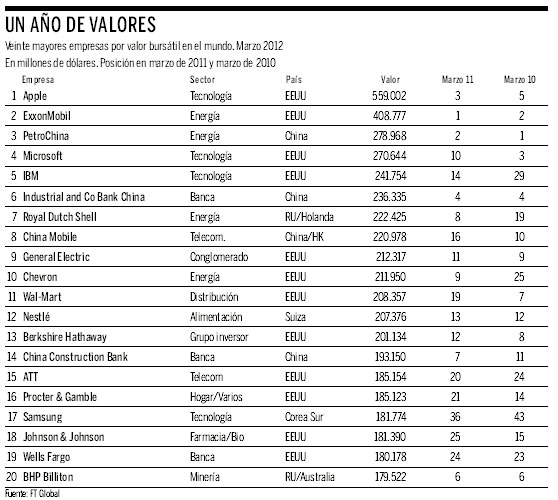 UN AÑO DE VALORES
Veinte mayores empresas por valor bursátil en el mundo. Marzo 2012
En millones de dólares. Posición en marzo de 2011 y marzo de 2010
Empresa Sector País Valor Marzo 11 Marzo 10
1 Apple Tecnología EEUU 559.002 3 5
2 ExxonMobil Energía EEUU 408.777 1 2
3 PetroChina Energía China 278.968 2 1
4 Microsoft Tecnología EEUU 270.644 10 3
5 IBM Tecnología EEUU 241.754 14 29
6 Industrial and Co Bank China Banca China 236.335 4 4
7 Royal Dutch Shell Energía RU/Holanda 222.425 8 19
8 China Mobile Telecom. China/HK 220.978 16 10
9 General Electric Conglomerado EEUU 212.317 11 9
10 Chevron Energía EEUU 211.950 9 25
11 Wal-Mart Distribución EEUU 208.357 19 7
12 Nestlé Alimentación Suiza 207.376 13 12
13 Berkshire Hathaway Grupo inversor EEUU 201.134 12 8
14 China Construction Bank Banca China 193.150 7 11
15 ATT Telecom EEUU 185.154 20 24
16 Procter & Gamble Hogar/Varios EEUU 185.123 21 14
17 Samsung Tecnología Corea Sur 181.774 36 43
18 Johnson & Johnson Farmacia/Bio EEUU 181.390 25 15
19 Wells Fargo Banca EEUU 180.178 24 23
20 BHP Billiton Minería RU/Australia 179.522 6 6
Fuente: FT Global